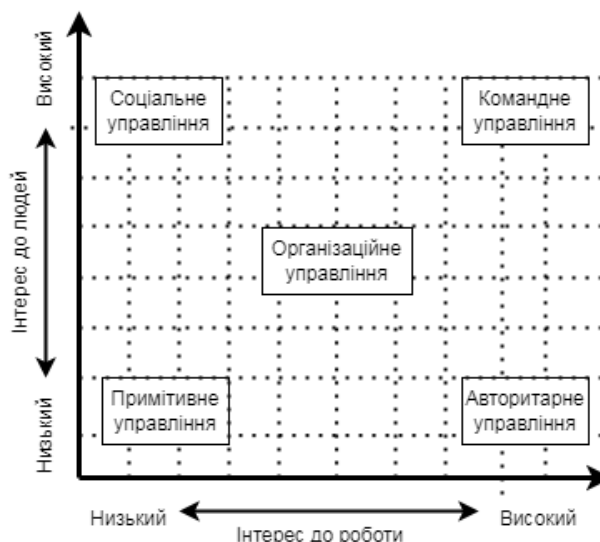 Високий
Інтерес до людей
Низький
Соціальне
управління
Командне
управління
Організаційне
управління
Примітивне
управління
Авторитарне
управління
Низький
Інтерес до роботи
Високий